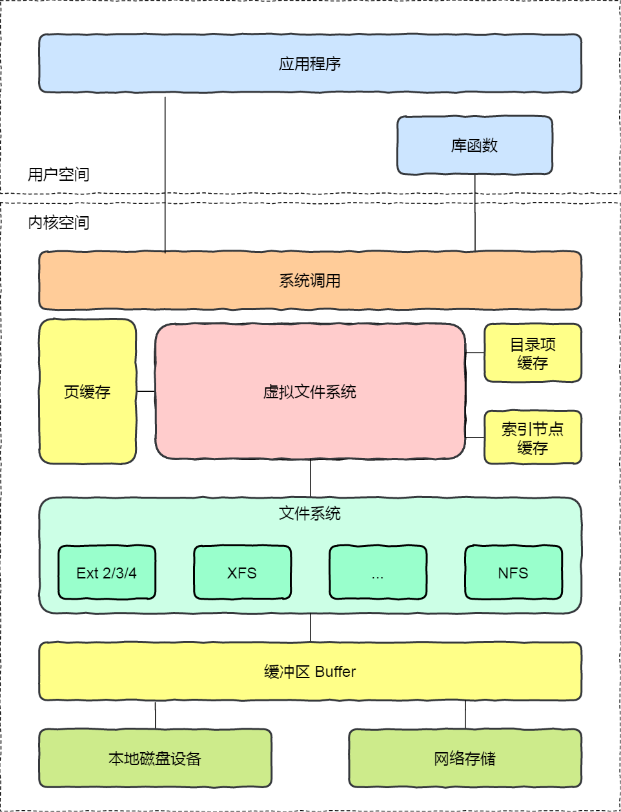 应用程序
库函数
用户空间
内核空间
系统调用
页缓存
虚拟文件系统
目录项
缓存
索引节点
缓存
文件系统
Ext 2/3/4
XFS
...
NFS
缓冲区 Buffer
本地磁盘设备
网络存储